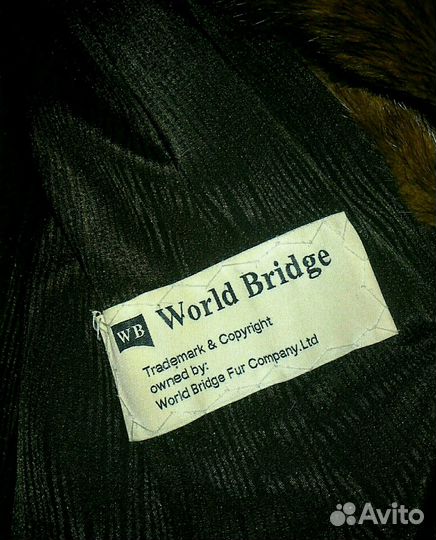 WB World Bridge
Trademark & Copyright
owned by:
World Bridge Fur Company.Ltd
Avito